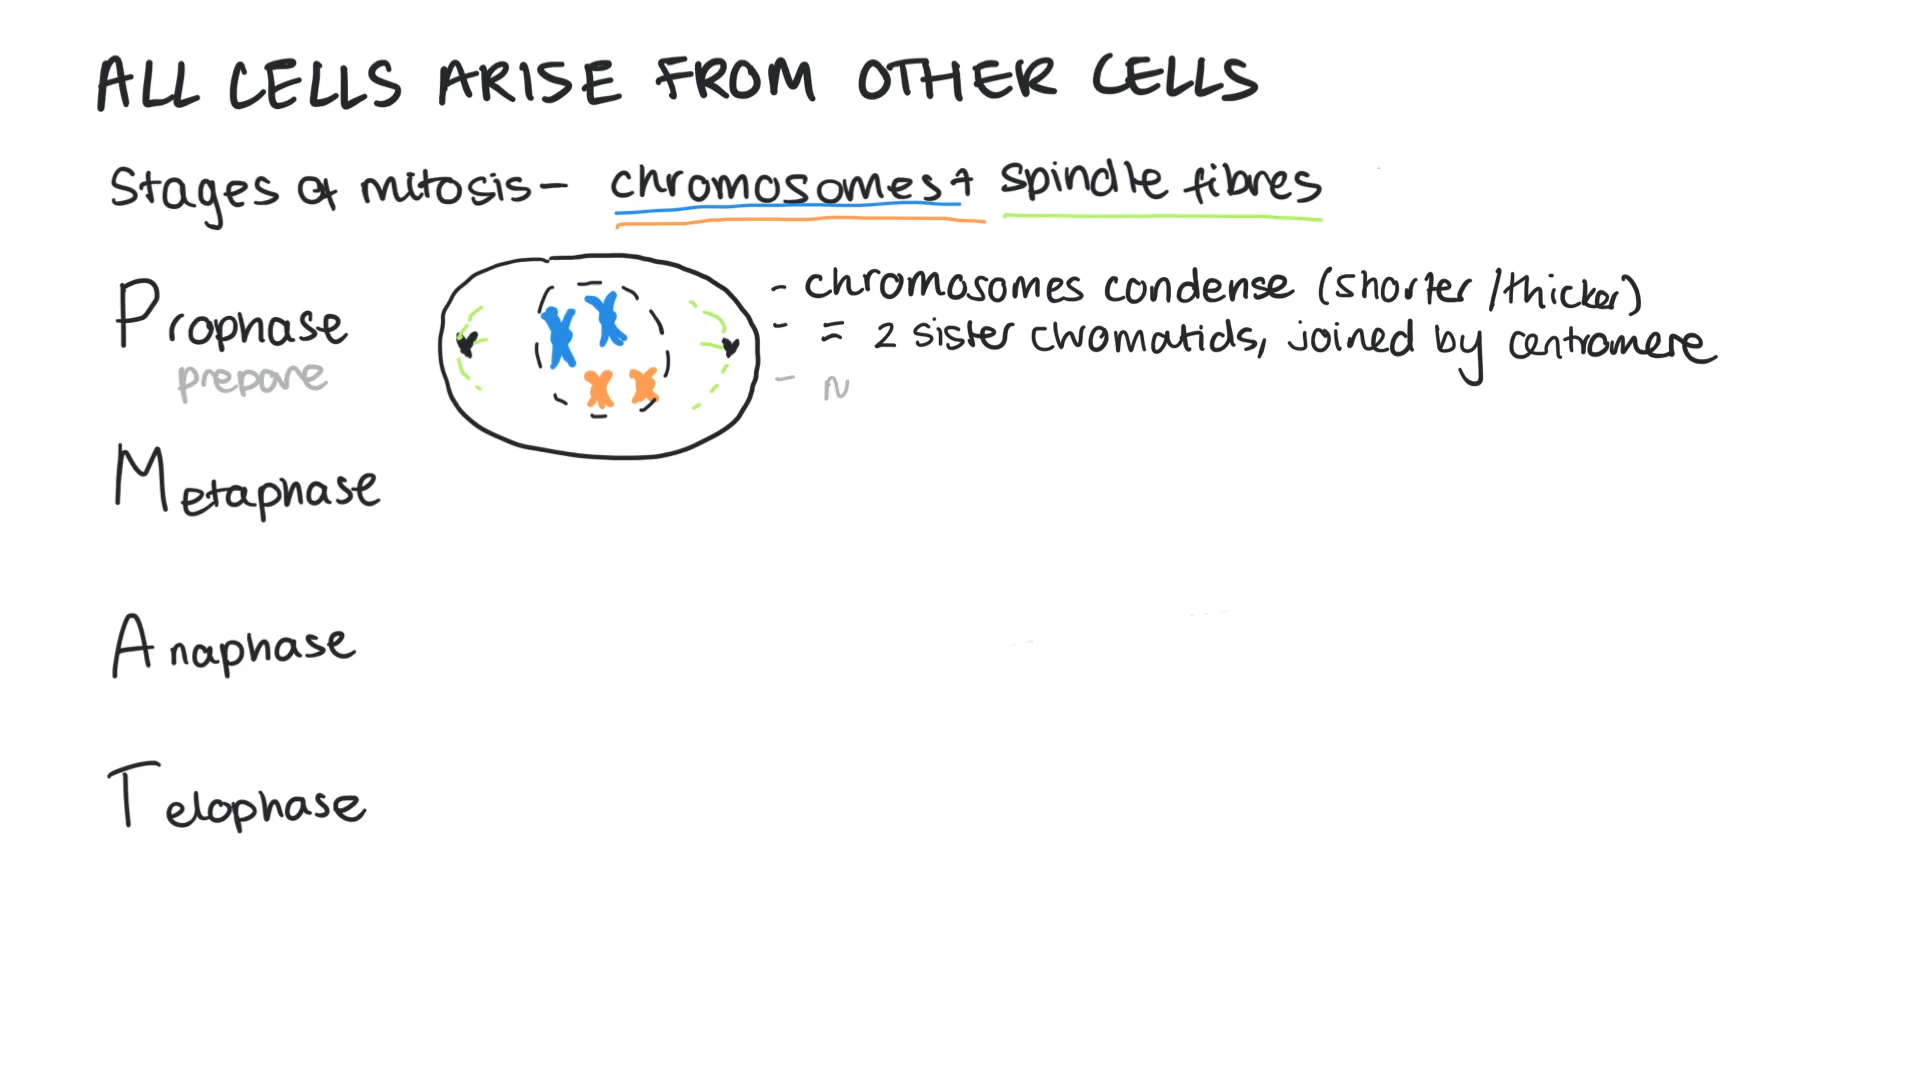 ALL CELLS ARISE FROM OTHER CELLS
Stages of mitosis - chromosomes + spindle fibres
Prophase
prepare
- chromosomes condense (shorter/thicker)
- = 2 sister chromatids, joined by centromere
- N
Metaphase
Anaphase
Telophase